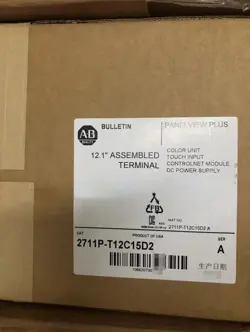 AB
BULLETIN
PANELVIEW PLUS
12.1" ASSEMBLED
TERMINAL
COLOR UNIT
TOUCH INPUT
CONTROLNET MODULE
DC POWER SUPPLY
2711P-T12C15D2 A
CAT
PRODUCT OF USA
SER
2711P-T12C15D2
A
生产日期